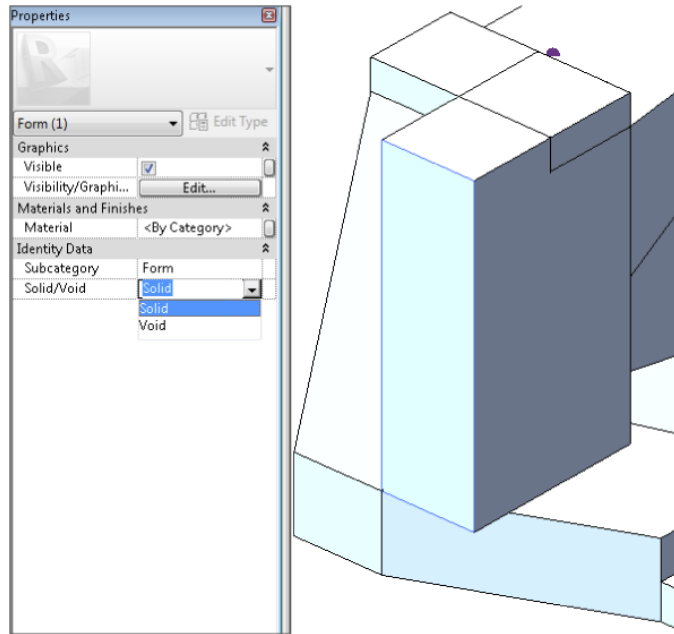 Properties
Form (1)
Edit Type
Graphics
Visible
Visibility/Graphi... Edit...
Materials and Finishes
Material <By Category>
Identity Data
Subcategory Form
Solid/Void Solid
Solid
Void